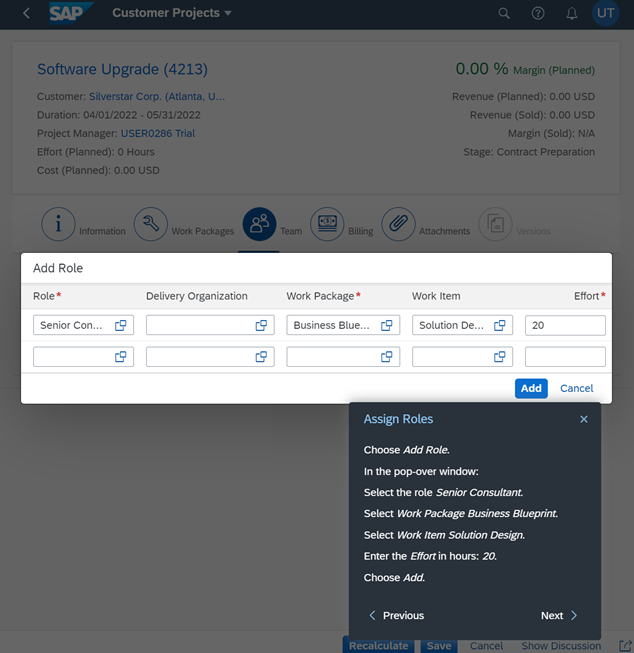 SAP Customer Projects UT
Software Upgrade (4213)
0.00 % Margin (Planned)
Customer: Silverstar Corp. (Atlanta, U...
Revenue (Planned): 0.00 USD
Duration: 04/01/2022 - 05/31/2022
Revenue (Sold): 0.00 USD
Project Manager: USER0286 Trial
Margin (Sold): N/A
Effort (Planned): 0 Hours
Stage: Contract Preparation
Cost (Planned): 0.00 USD
Information Work Packages Team Billing Attachments Versions
Add Role
Role* Delivery Organization Work Package* Work Item Effort*
Senior Con... Business Blue... Solution De... 20
Add Cancel
Assign Roles
Choose Add Role.
In the pop-over window:
Select the role Senior Consultant.
Select Work Package Business Blueprint.
Select Work Item Solution Design.
Enter the Effort in hours: 20.
Choose Add.
Previous Next
Recalculate Save Cancel Show Discussion